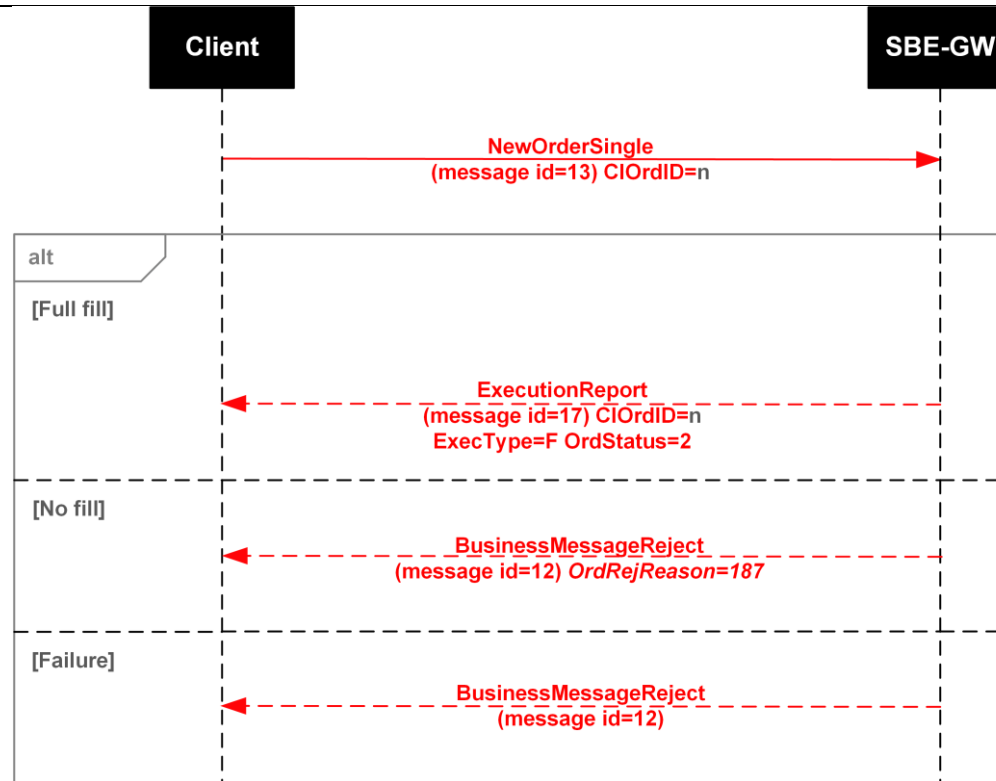 Client
SBE-GW
NewOrderSingle
(message id=13) ClOrdID=n
alt
[Full fill]
ExecutionReport
(message id=17) ClOrdID=n
ExecType=F OrdStatus=2
[No fill]
BusinessMessageReject
(message id=12) OrdRejReason=187
[Failure]
BusinessMessageReject
(message id=12)